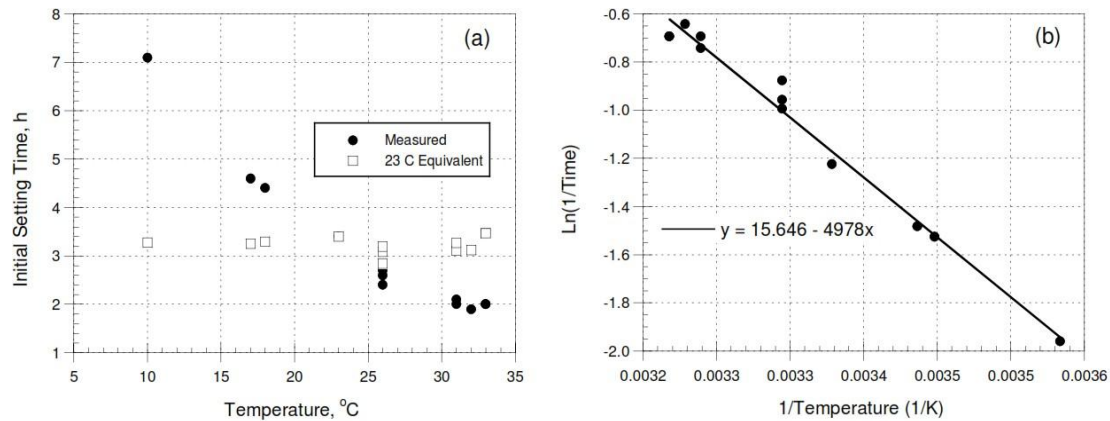 8
7
6
5
4
3
2
1
Initial Setting Time, h
(a)
Measured
23 C Equivalent
5 10 15 20 25 30 35
Temperature, °C
-0.6
-0.8
-1.0
-1.2
-1.4
-1.6
-1.8
-2.0
Ln(1/Time)
(b)
y = 15.646 - 4978x
0.0032 0.0033 0.0033 0.0034 0.0034 0.0035 0.0036
1/Temperature (1/K)